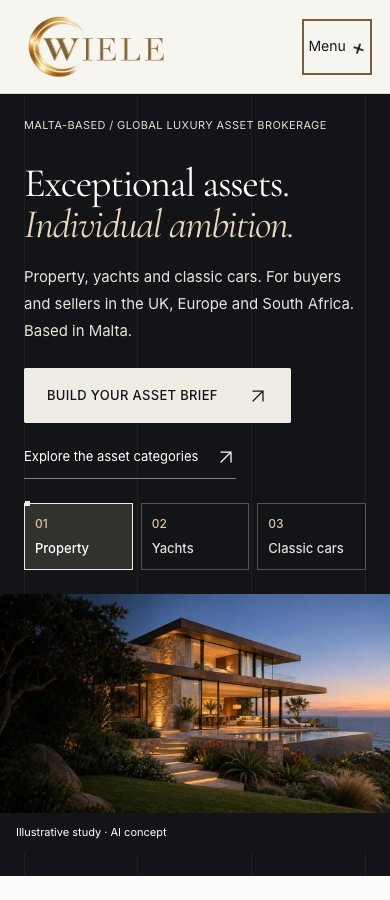 WIELE
Menu
MALTA-BASED / GLOBAL LUXURY ASSET BROKERAGE
Exceptional assets.
Individual ambition.
Property, yachts and classic cars. For buyers
and sellers in the UK, Europe and South Africa.
Based in Malta.
BUILD YOUR ASSET BRIEF
Explore the asset categories
01
Property
02
Yachts
03
Classic cars
Illustrative study · AI concept